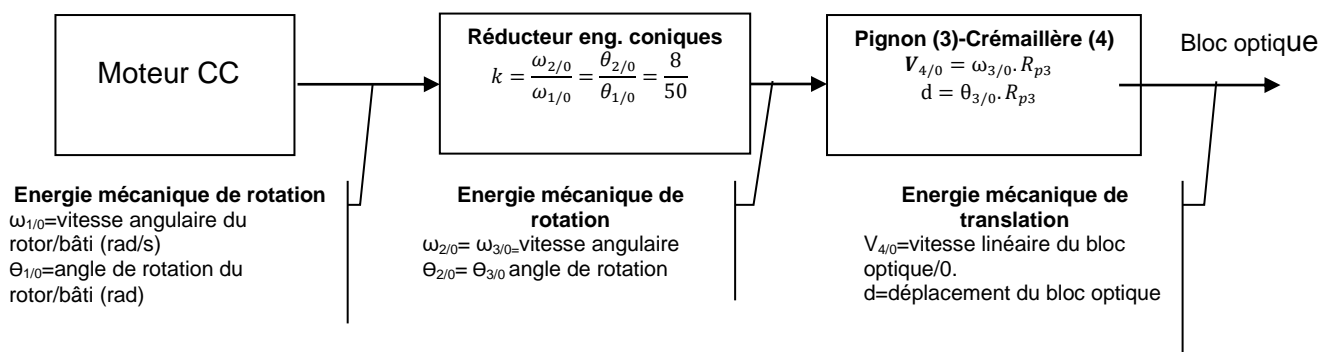 Moteur CC
Réducteur eng. coniques
k = ω2/0/ω1/0 = θ2/0/θ1/0 = 8/50
Pignon (3)-Crémaillère (4)
V4/0 = ω3/0. Rp3
d = θ3/0. Rp3
Bloc optique
Energie mécanique de rotation
ω1/0=vitesse angulaire du
rotor/bâti (rad/s)
ϴ1/0=angle de rotation du
rotor/bâti (rad)
Energie mécanique de
rotation
ω2/0= ω3/0=vitesse angulaire
ϴ2/0= ϴ3/0 angle de rotation
Energie mécanique de
translation
V4/0=vitesse linéaire du bloc
optique/0.
d=déplacement du bloc optique